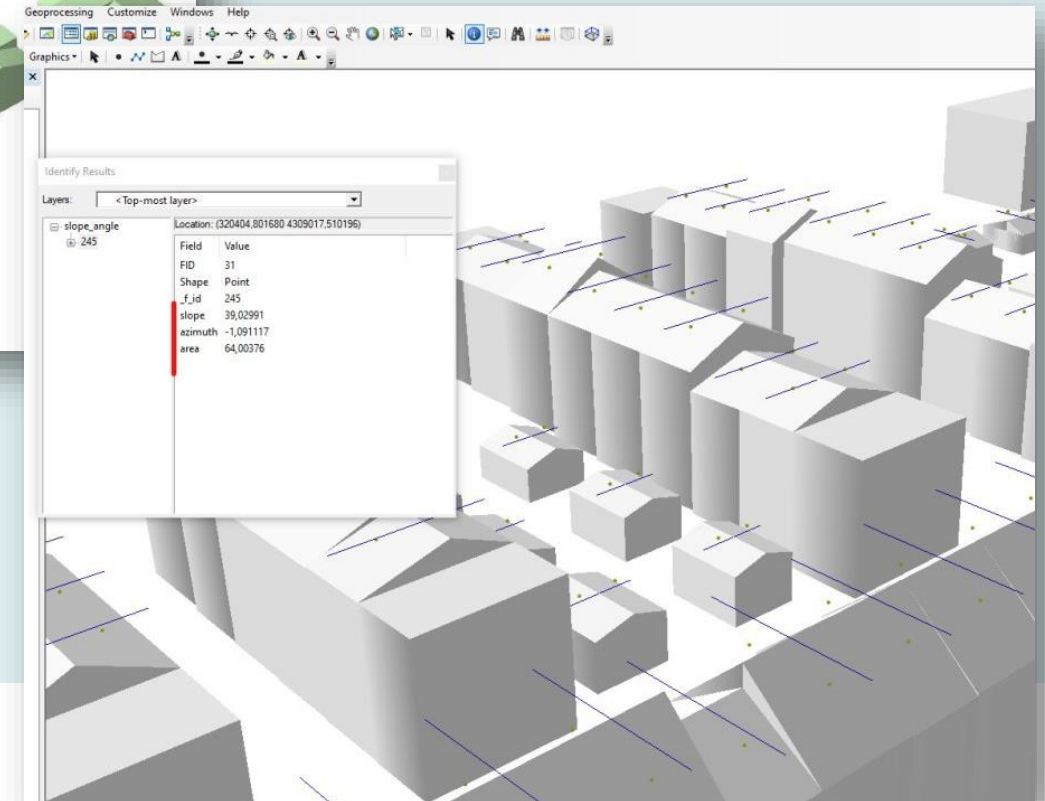 Geoprocessing Customize Windows Help
Graphics
Identify Results
Layers: <Top-most layer>
slope_angle
245
Location: (320404,801680 4309017,510196)
Field Value
FID 31
Shape Point
_f_id 245
slope 39,02991
azimuth -1,091117
area 64,00376